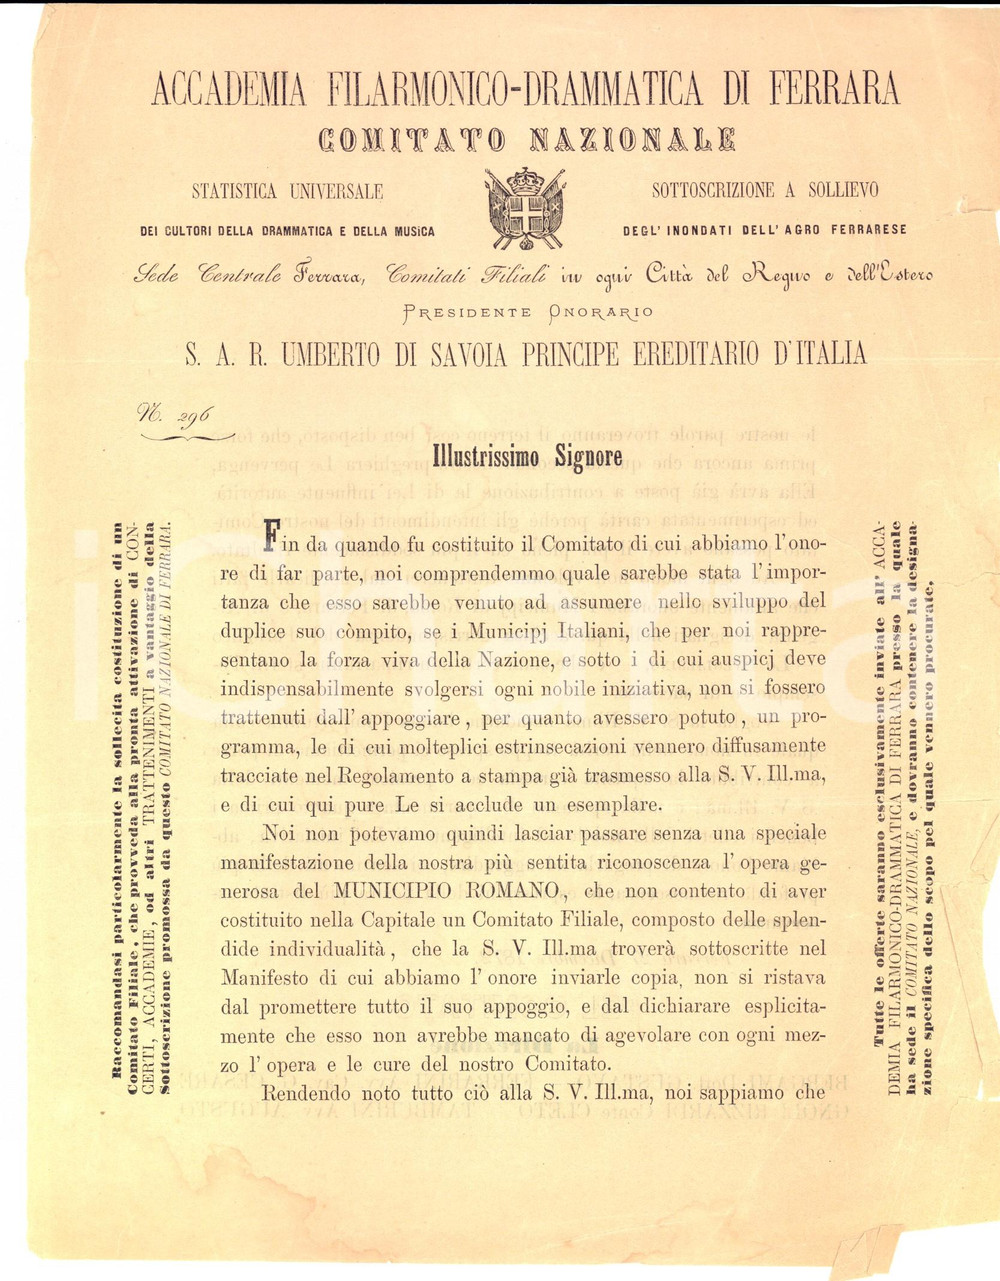 ACCADEMIA FILARMONICO-DRAMMATICA DI FERRARA
COMITATO NAZIONALE
STATISTICA UNIVERSALE
DEI CULTORI DELLA DRAMMATICA E DELLA MUSICA
SOTTOSCRIZIONE A SOLLIEVO
DEGL' INONDATI DELL' AGRO FERRARESE
Sede Centrale Ferrara, Comitati Filiali in ogni Città del Regno e dell'Estero
PRESIDENTE ONORARIO
S. A. R. UMBERTO DI SAVOIA PRINCIPE EREDITARIO D'ITALIA
N. 296
Illustrissimo Signore
Fin da quando fu costituito il Comitato di cui abbiamo l'ono-
re di far parte, noi comprendemmo quale sarebbe stata l'impor-
tanza che esso sarebbe venuto ad assumere nello sviluppo del
duplice suo còmpito, se i Municipj Italiani, che per noi rappre-
sentano la forza viva della Nazione, e sotto i di cui auspicj deve
indispensabilmente svolgersi ogni nobile iniziativa, non si fossero
trattenuti dall' appoggiare, per quanto avessero potuto, un pro-
gramma, le di cui molteplici estrinsecazioni vennero diffusamente
tracciate nel Regolamento a stampa già trasmesso alla S. V. Ill.ma,
e di cui qui pure Le si acclude un esemplare.
Noi non potevamo quindi lasciar passare senza una speciale
manifestazione della nostra più sentita riconoscenza l' opera ge-
nerosa del MUNICIPIO ROMANO, che non contento di aver
costituito nella Capitale un Comitato Filiale, composto delle splen-
dide individualità, che la S. V. Ill.ma troverà sottoscritte nel
Manifesto di cui abbiamo l' onore inviarle copia, non si ristava
dal promettere tutto il suo appoggio, e dal dichiarare esplicita-
mente che esso non avrebbe mancato di agevolare con ogni mez-
zo l' opera e le cure del nostro Comitato.
Rendendo noto tutto ciò alla S. V. Ill.ma, noi sappiamo che
Raccomandasi particolarmente la sollecita costituzione di un
Comitato Filiale, che provveda alla pronta attivazione di CON-
CERTI, ACCADEMIE, od altri TRATTENIMENTI a vantaggio della
Sottoscrizione promossa da questo COMITATO NAZIONALE DI FERRARA.
Tutte le offerte saranno esclusivamente inviate all' ACCA-
DEMIA FILARMONICO-DRAMMATICA DI FERRARA presso la quale
ha sede il COMITATO NAZIONALE, e dovranno contenere la designa-
zione specifica dello scopo pel quale vennero procurate.